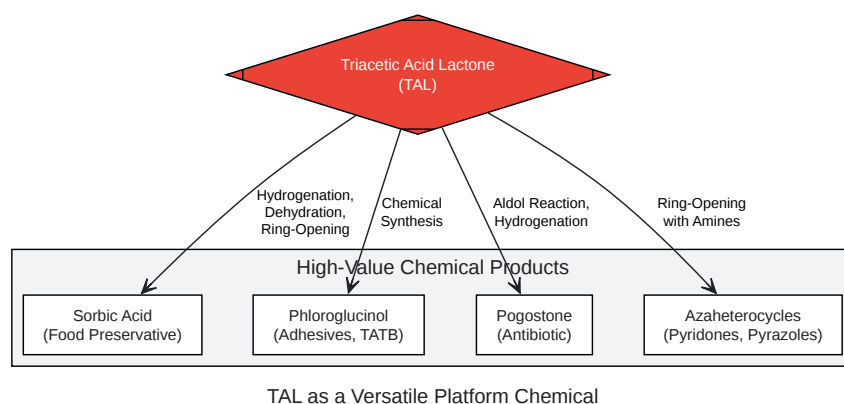 Triacetic Acid Lactone
(TAL)
Hydrogenation,
Dehydration,
Ring-Opening
Chemical
Synthesis
Aldol Reaction,
Hydrogenation
Ring-Opening
with Amines
High-Value Chemical Products
Sorbic Acid
(Food Preservative)
Phloroglucinol
(Adhesives, TATB)
Pogostone
(Antibiotic)
Azaheterocycles
(Pyridones, Pyrazoles)
TAL as a Versatile Platform Chemical